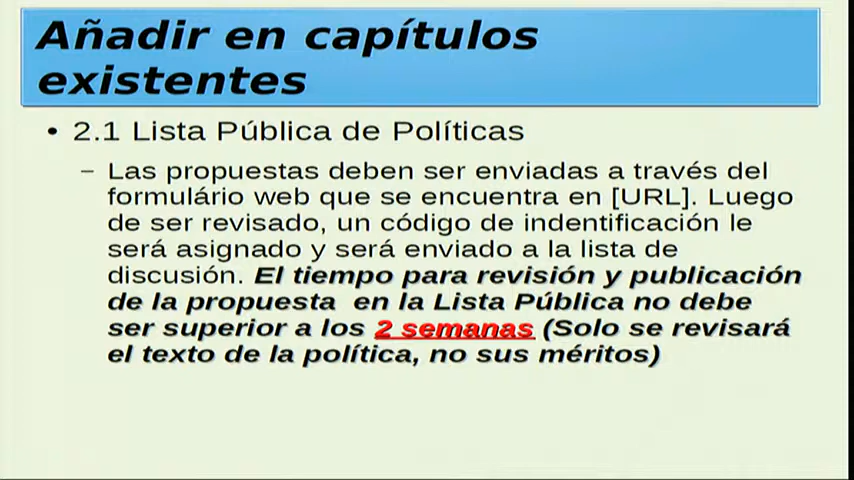 Añadir en capítulos
existentes
• 2.1 Lista Pública de Políticas
– Las propuestas deben ser enviadas a través del
formulário web que se encuentra en [URL]. Luego
de ser revisado, un código de indentificación le
será asignado y será enviado a la lista de
discusión. El tiempo para revisión y publicación
de la propuesta en la Lista Pública no debe
ser superior a los 2 semanas (Solo se revisará
el texto de la política, no sus méritos)